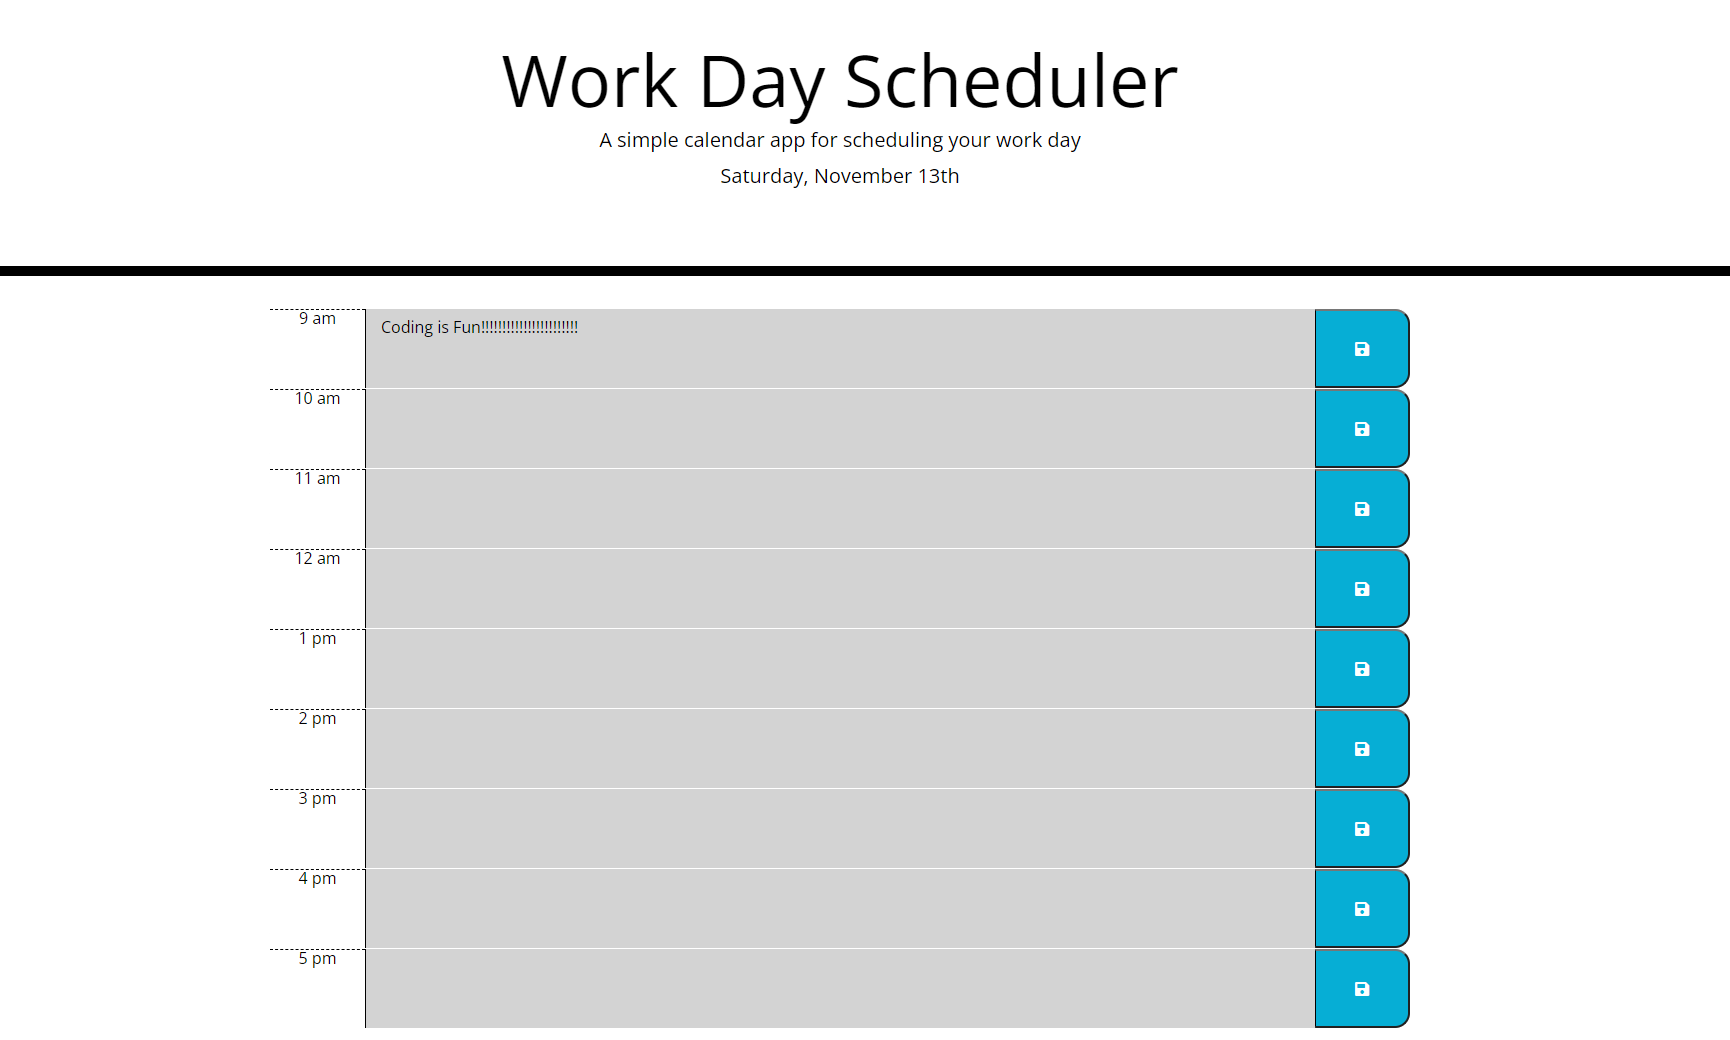 Work Day Scheduler
A simple calendar app for scheduling your work day
Saturday, November 13th
9 am
Coding is Fun!!!!!!!!!!!!!!!!!!!!!!!
10 am
11 am
12 am
1 pm
2 pm
3 pm
4 pm
5 pm